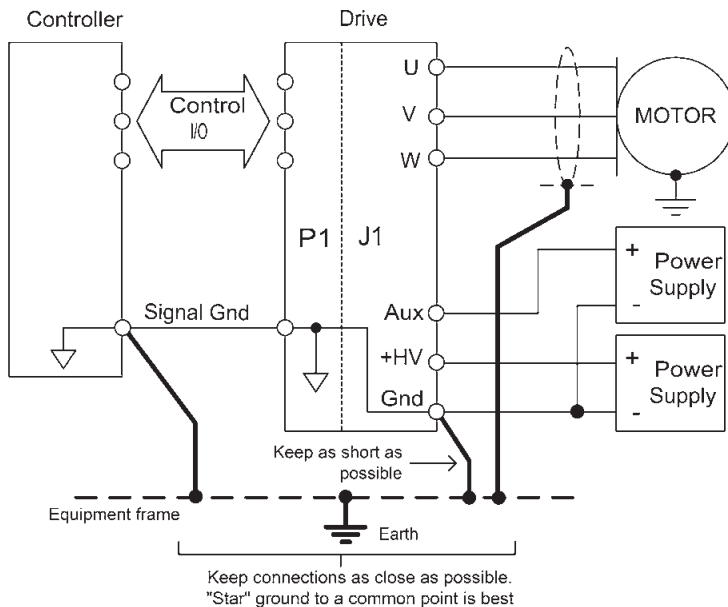 Controller
Drive
Control
I/O
U
V
W
MOTOR
P1
J1
+
Power
Supply
-
Signal Gnd
Aux
+HV
+
Power
Supply
-
Gnd
Keep as short as
possible
Equipment frame
Earth
Keep connections as close as possible.
"Star" ground to a common point is best